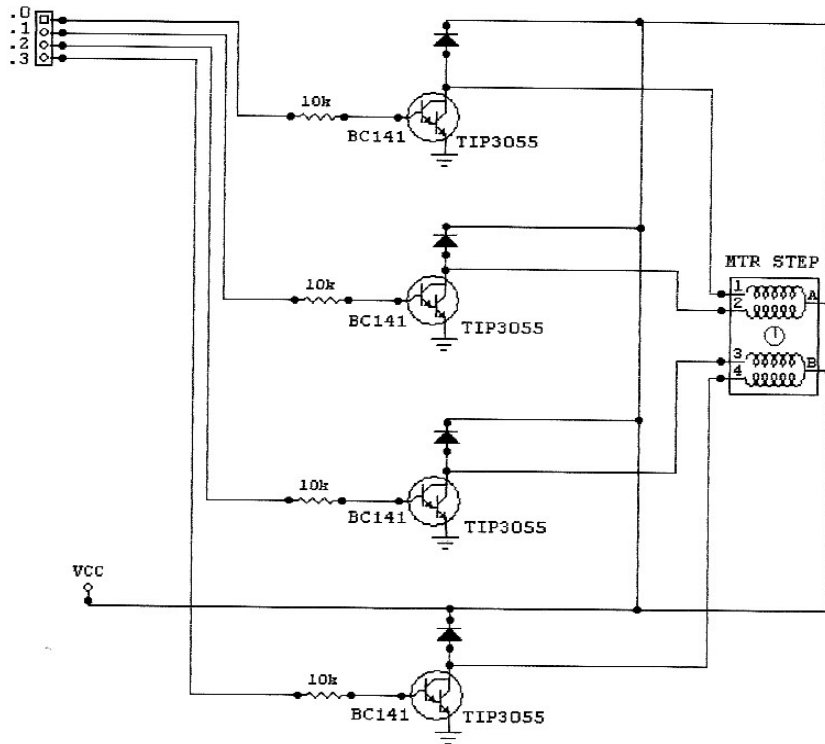 .0
.1
.2
.3
10k
BC141
TIP3055
10k
BC141
TIP3055
MTR STEP
1
A
2
3
B
4
10k
BC141
TIP3055
VCC
10k
BC141
TIP3055